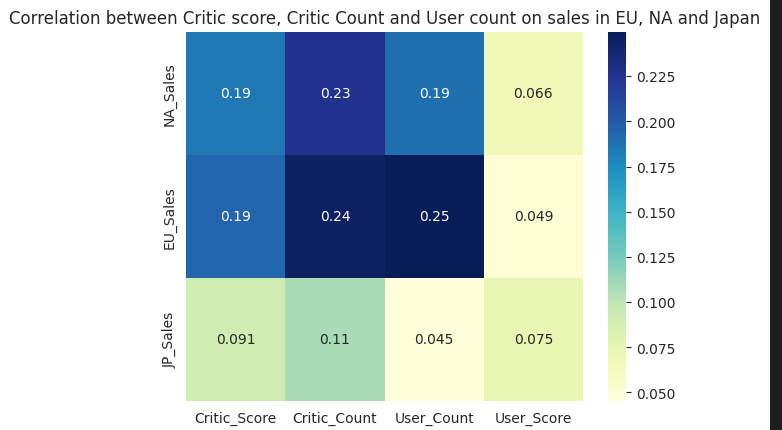 Correlation between Critic score, Critic Count and User count on sales in EU, NA and Japan
NA_Sales
0.19 0.23 0.19 0.066
EU_Sales
0.19 0.24 0.25 0.049
JP_Sales
0.091 0.11 0.045 0.075
Critic_Score Critic_Count User_Count User_Score
0.225
0.200
0.175
0.150
0.125
0.100
0.075
0.050